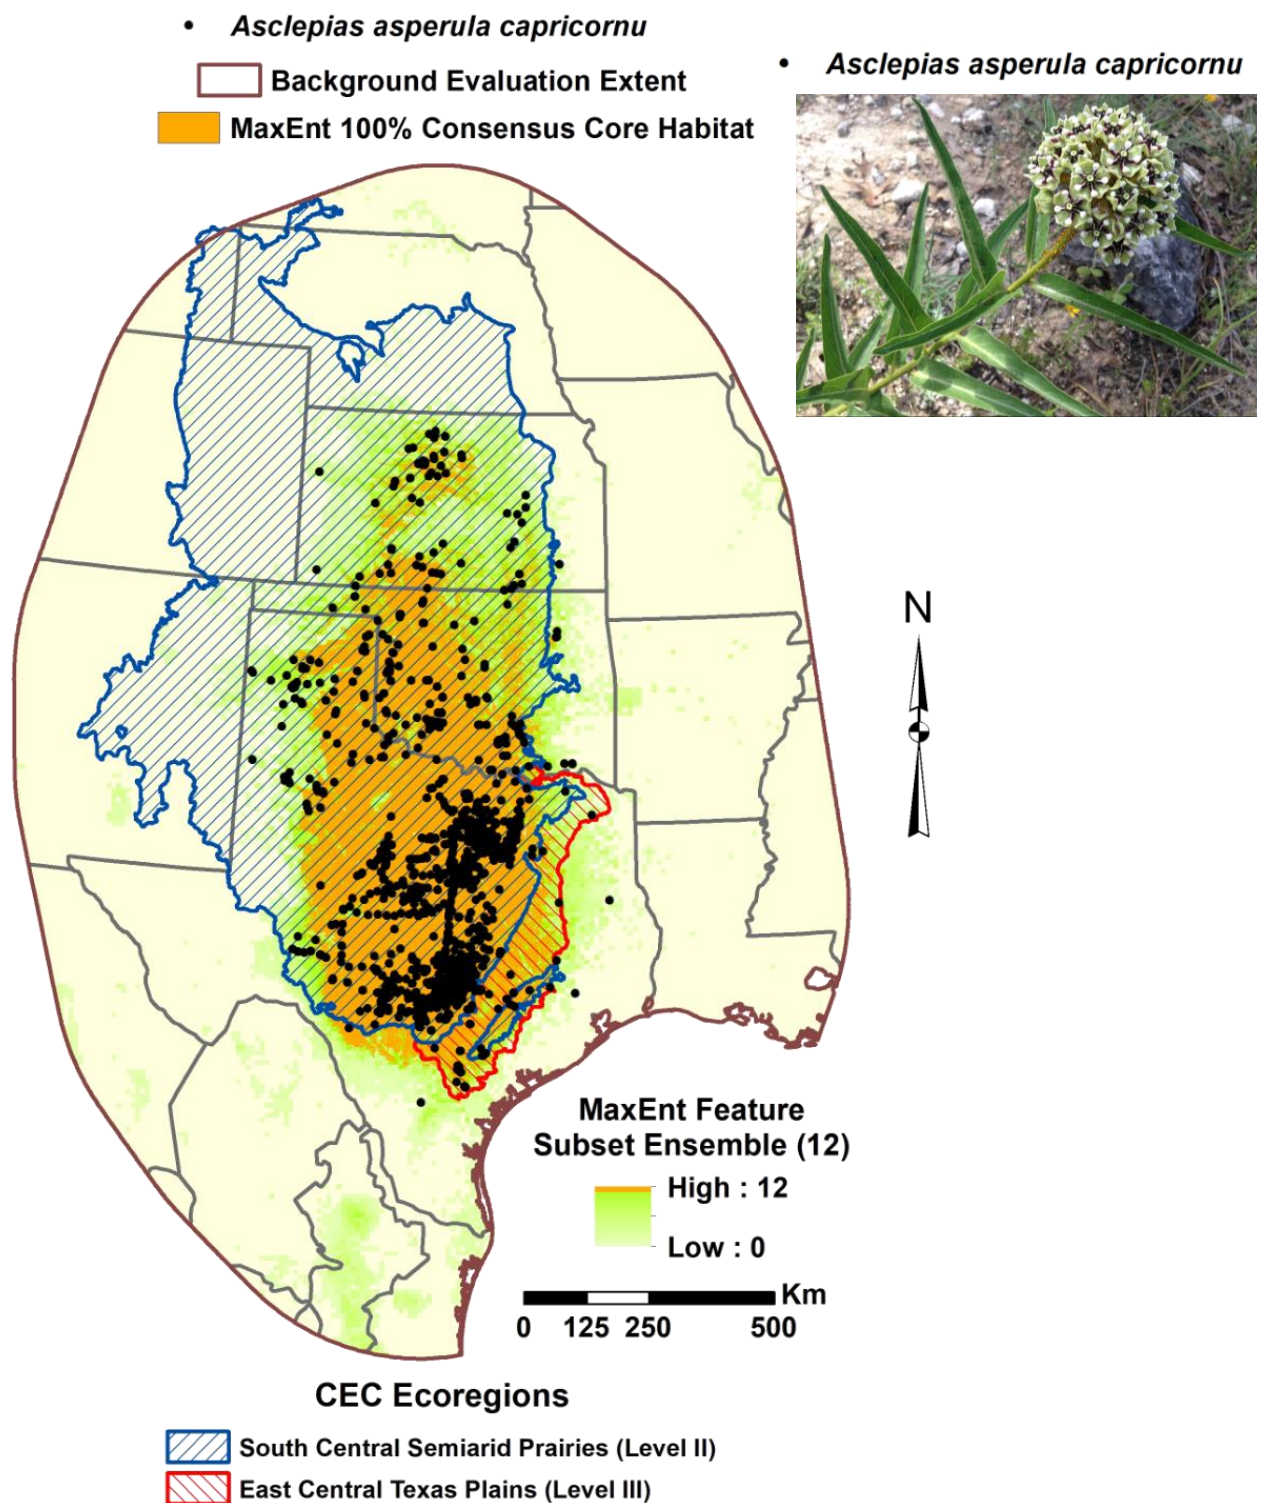 • Asclepias asperula capricornu
Background Evaluation Extent
MaxEnt 100% Consensus Core Habitat
• Asclepias asperula capricornu
N
MaxEnt Feature
Subset Ensemble (12)
High : 12
Low : 0
Km
0 125 250 500
CEC Ecoregions
South Central Semiarid Prairies (Level II)
East Central Texas Plains (Level III)